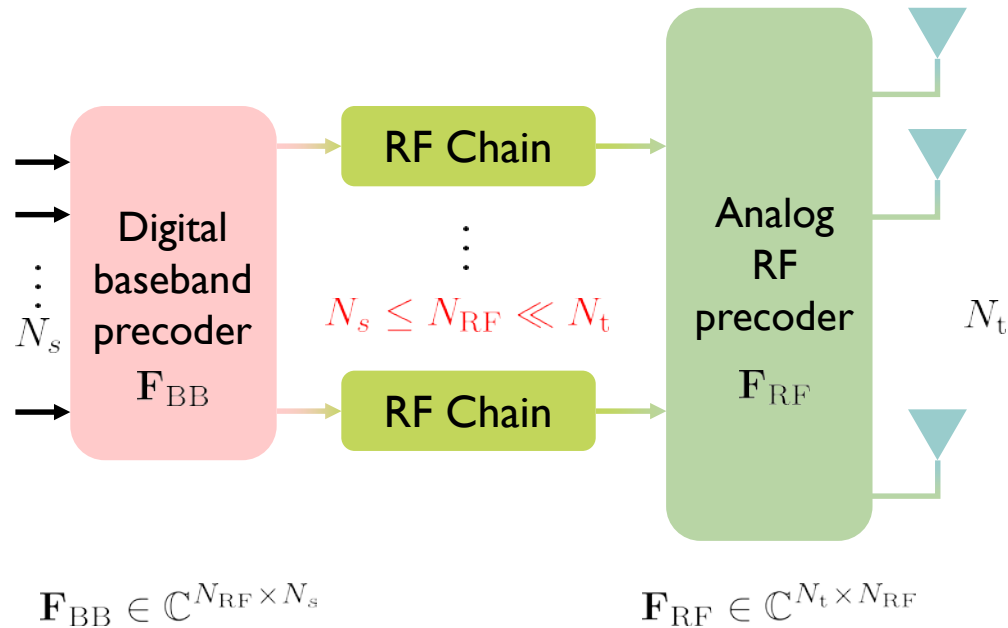 Digital
baseband
precoder
𝐅_BB
N_s
RF Chain
N_s ≤ N_RF ≪ N_t
RF Chain
Analog
RF
precoder
𝐅_RF
N_t
𝐅_BB ∈ ℂ^{N_RF × N_s}
𝐅_RF ∈ ℂ^{N_t × N_RF}